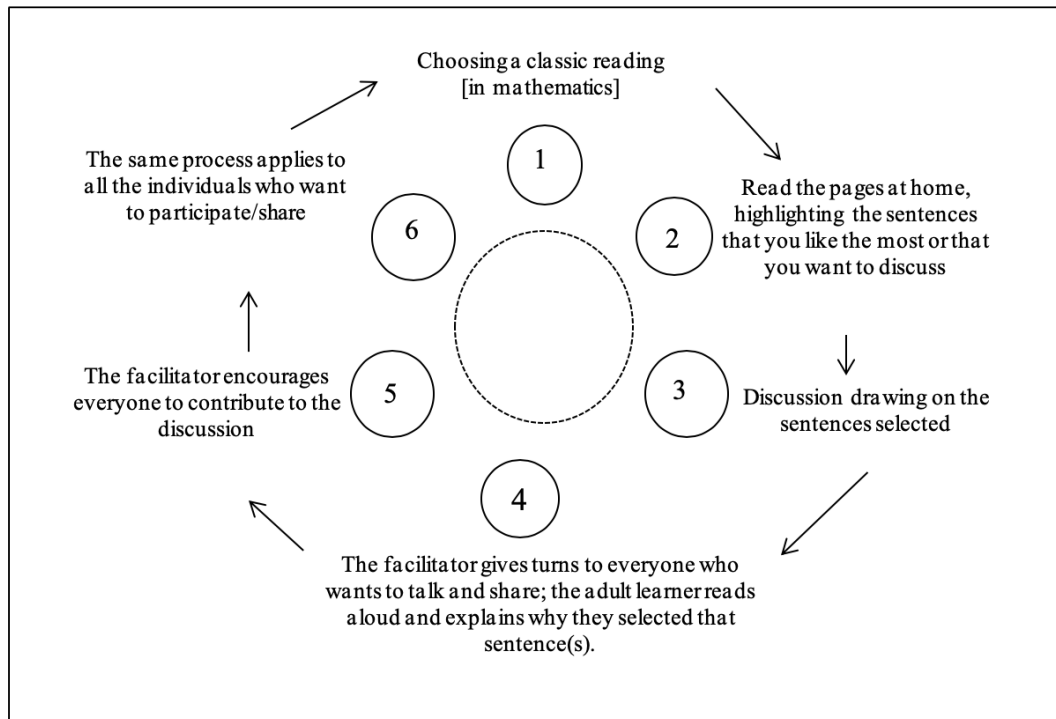 Choosing a classic reading
[in mathematics]
1
Read the pages at home,
highlighting the sentences
that you like the most or that
you want to discuss
2
Discussion drawing on the
sentences selected
3
4
The facilitator gives turns to everyone who
wants to talk and share; the adult learner reads
aloud and explains why they selected that
sentence(s).
5
The facilitator encourages
everyone to contribute to the
discussion
6
The same process applies to
all the individuals who want
to participate/share